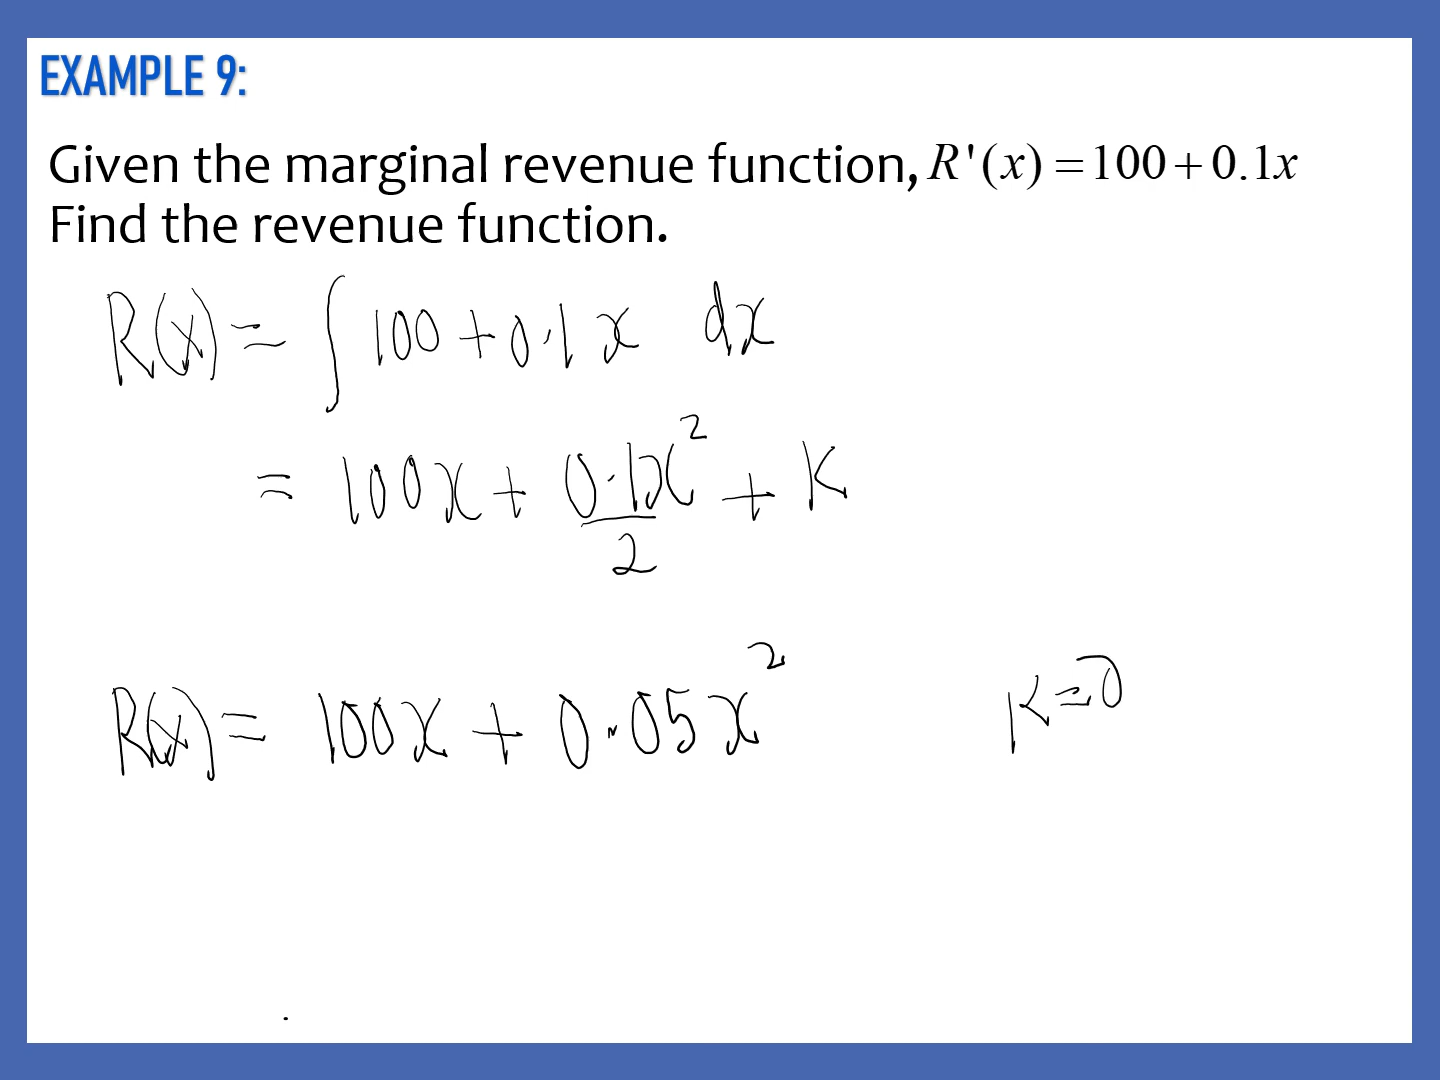 EXAMPLE 9:
Given the marginal revenue function, R'(x) = 100 + 0.1x
Find the revenue function.
R(x) = ∫ 100 + 0.1x dx
= 100x + 0.1x²/2 + K
R(x) = 100x + 0.05x² K=0